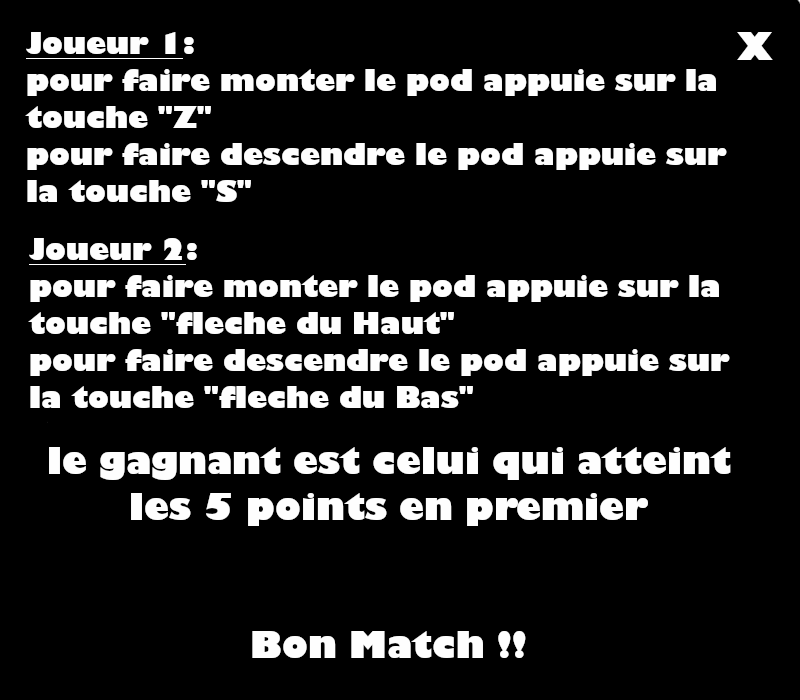 Joueur 1:
X
pour faire monter le pod appuie sur la
touche "Z"
pour faire descendre le pod appuie sur
la touche "S"
Joueur 2:
pour faire monter le pod appuie sur la
touche "fleche du Haut"
pour faire descendre le pod appuie sur
la touche "fleche du Bas"
le gagnant est celui qui atteint
les 5 points en premier
Bon Match !!